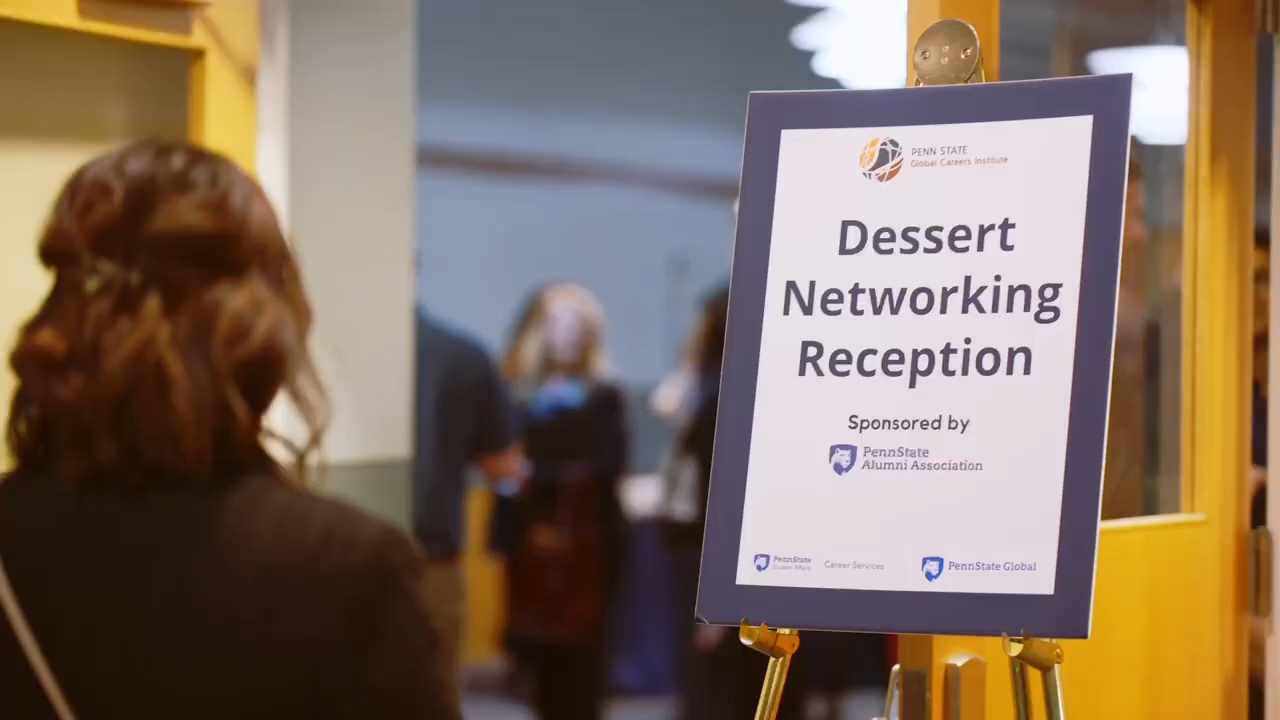 PENN STATE
Global Careers Institute
Dessert
Networking
Reception
Sponsored by
PennState
Alumni Association
PennState
Student Affairs
Career Services
PennState Global